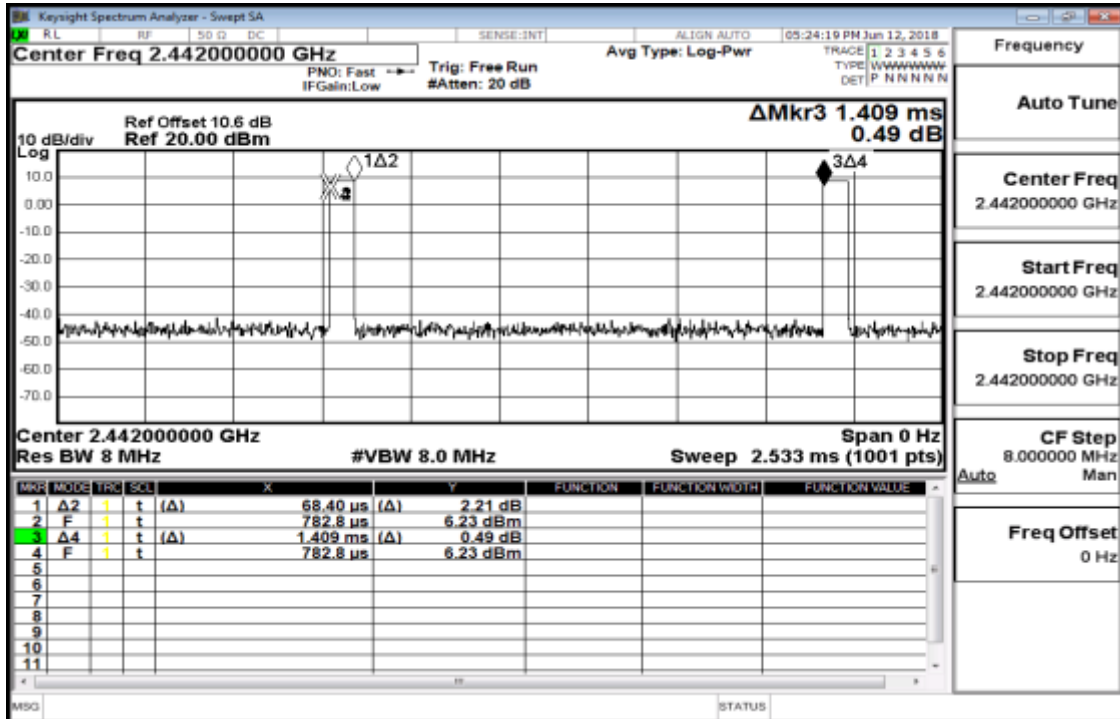 Keysight Spectrum Analyzer - Swept SA
RL RF 50 Ω DC SENSE:INT ALIGN AUTO 05:24:19 PM Jun 12, 2018
Center Freq 2.442000000 GHz
PNO: Fast
IFGain:Low
Trig: Free Run
#Atten: 20 dB
Avg Type: Log-Pwr
TRACE 1 2 3 4 5 6
TYPE WWWWWW
DET P N N N N N
Frequency
Auto Tune
Center Freq
2.442000000 GHz
Start Freq
2.442000000 GHz
Stop Freq
2.442000000 GHz
CF Step
8.000000 MHz
Auto Man
Freq Offset
0 Hz
ΔMkr3 1.409 ms
0.49 dB
Ref Offset 10.6 dB
10 dB/div Ref 20.00 dBm
Log
1Δ2
3Δ4
10.0
0.00
-10.0
-20.0
-30.0
-40.0
-50.0
-60.0
-70.0
Center 2.442000000 GHz Span 0 Hz
Res BW 8 MHz #VBW 8.0 MHz Sweep 2.533 ms (1001 pts)
MKR MODE TRC SCL X Y FUNCTION FUNCTION WIDTH FUNCTION VALUE
1 Δ2 1 t (Δ) 68.40 µs (Δ) 2.21 dB
2 F 1 t 782.8 µs 6.23 dBm
3 Δ4 1 t (Δ) 1.409 ms (Δ) 0.49 dB
4 F 1 t 782.8 µs 6.23 dBm
5
6
7
8
9
10
11
MSG STATUS